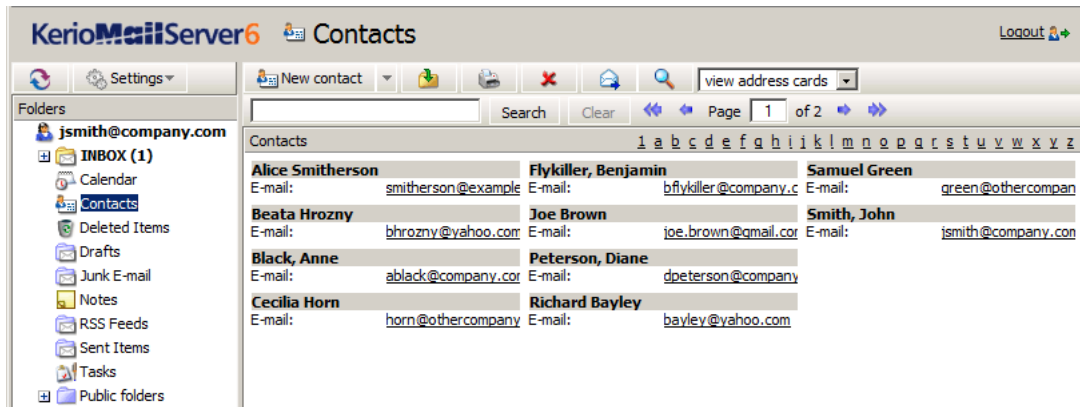 KerioMailServer6 Contacts Logout
Settings New contact view address cards
Folders
Search Clear Page 1 of 2
jsmith@company.com
INBOX (1)
Calendar
Contacts
Deleted Items
Drafts
Junk E-mail
Notes
RSS Feeds
Sent Items
Tasks
Public folders
Contacts 1 a b c d e f g h i j k l m n o p q r s t u v w x y z
Alice Smitherson
E-mail: smitherson@example
Beata Hrozny
E-mail: bhrozny@yahoo.com
Black, Anne
E-mail: ablack@company.cor
Cecilia Horn
E-mail: horn@othercompany
Flykiller, Benjamin
E-mail: bflykiller@company.c
Joe Brown
E-mail: joe.brown@gmail.cor
Peterson, Diane
E-mail: dpeterson@company
Richard Bayley
E-mail: bayley@yahoo.com
Samuel Green
E-mail: green@othercompan
Smith, John
E-mail: jsmith@company.con